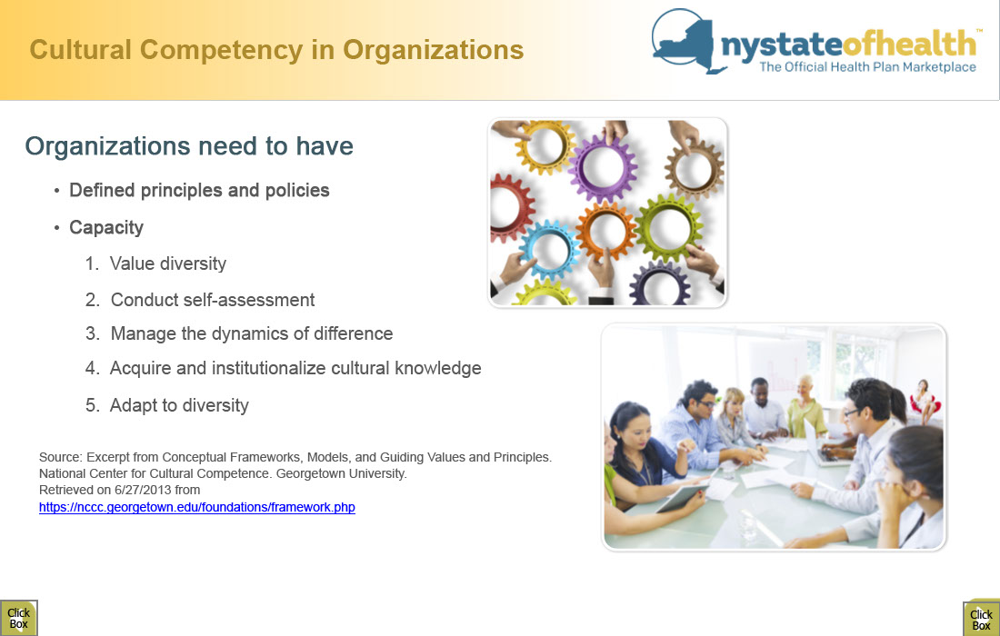 Cultural Competency in Organizations
nystateofhealth™
The Official Health Plan Marketplace
Organizations need to have
• Defined principles and policies
• Capacity
1. Value diversity
2. Conduct self-assessment
3. Manage the dynamics of difference
4. Acquire and institutionalize cultural knowledge
5. Adapt to diversity
Source: Excerpt from Conceptual Frameworks, Models, and Guiding Values and Principles.
National Center for Cultural Competence. Georgetown University.
Retrieved on 6/27/2013 from
https://nccc.georgetown.edu/foundations/framework.php
Click
Box
Click
Box